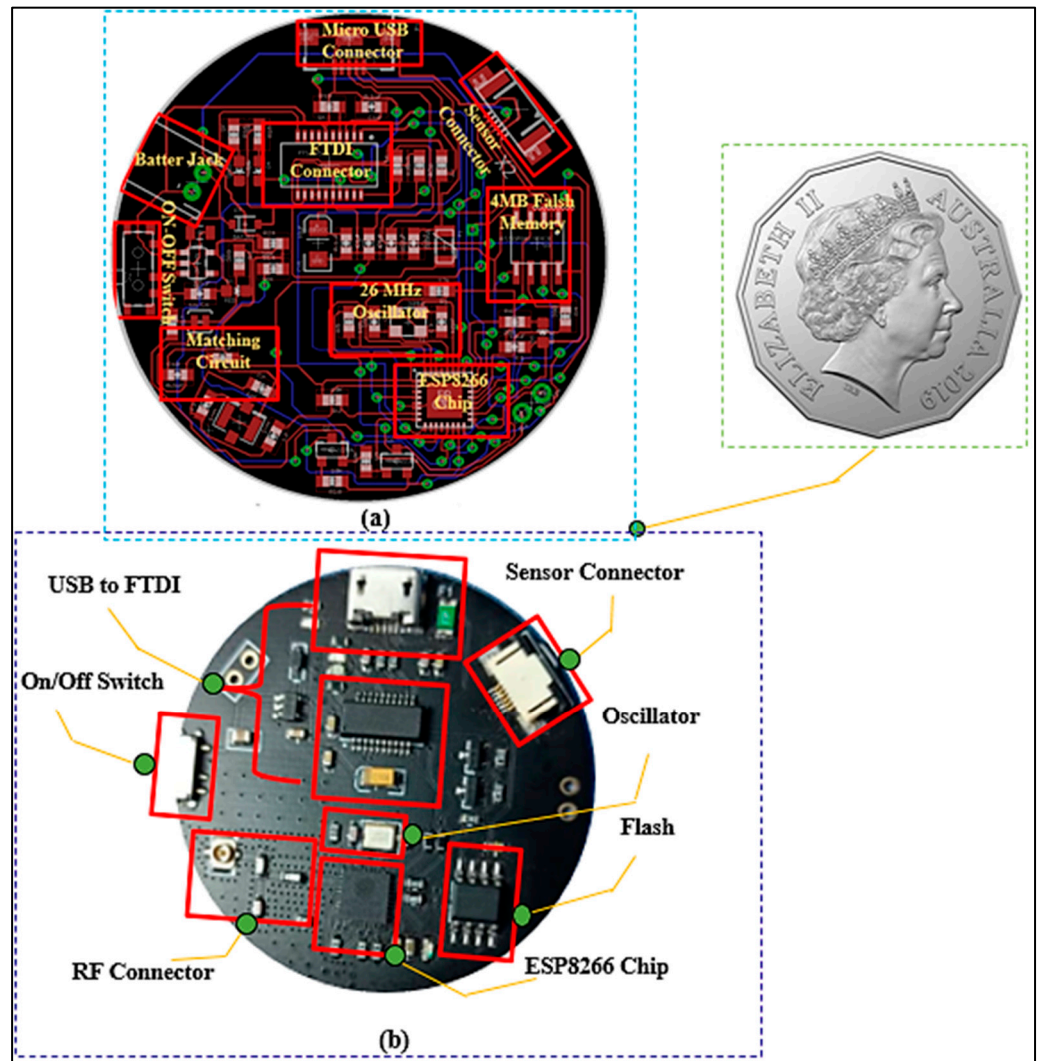 Micro USB
Connector
Sensor
Connector
X2
Batter Jack
FTDI
Connector
4MB Falsh
Memory
ON_OFF Switch
26 MHz
Oscillator
Matching
Circuit
ESP8266
Chip
(a)
ELIZABETH II
AUSTRALIA 2019
USB to FTDI
Sensor Connector
On/Off Switch
Oscillator
Flash
RF Connector
ESP8266 Chip
(b)